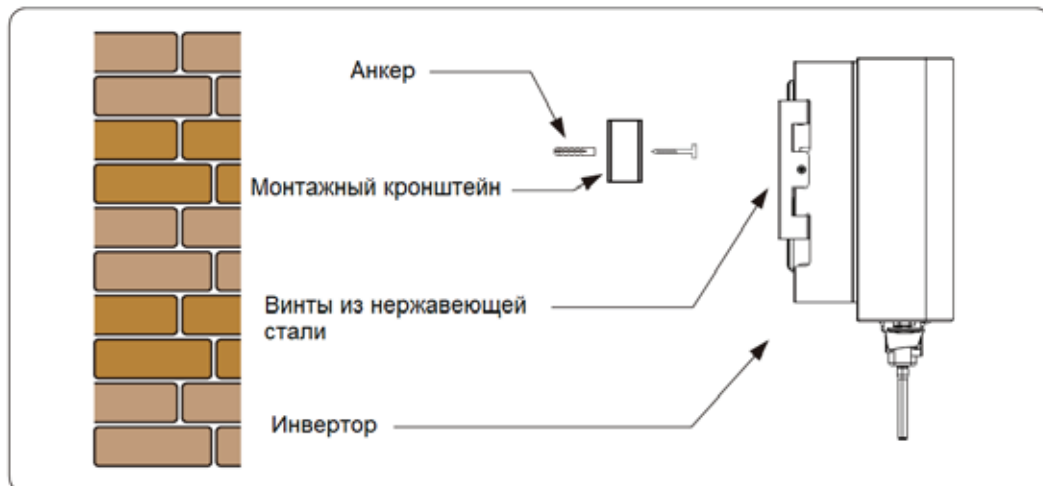 Анкер
Монтажный кронштейн
Винты из нержавеющей
стали
Инвертор